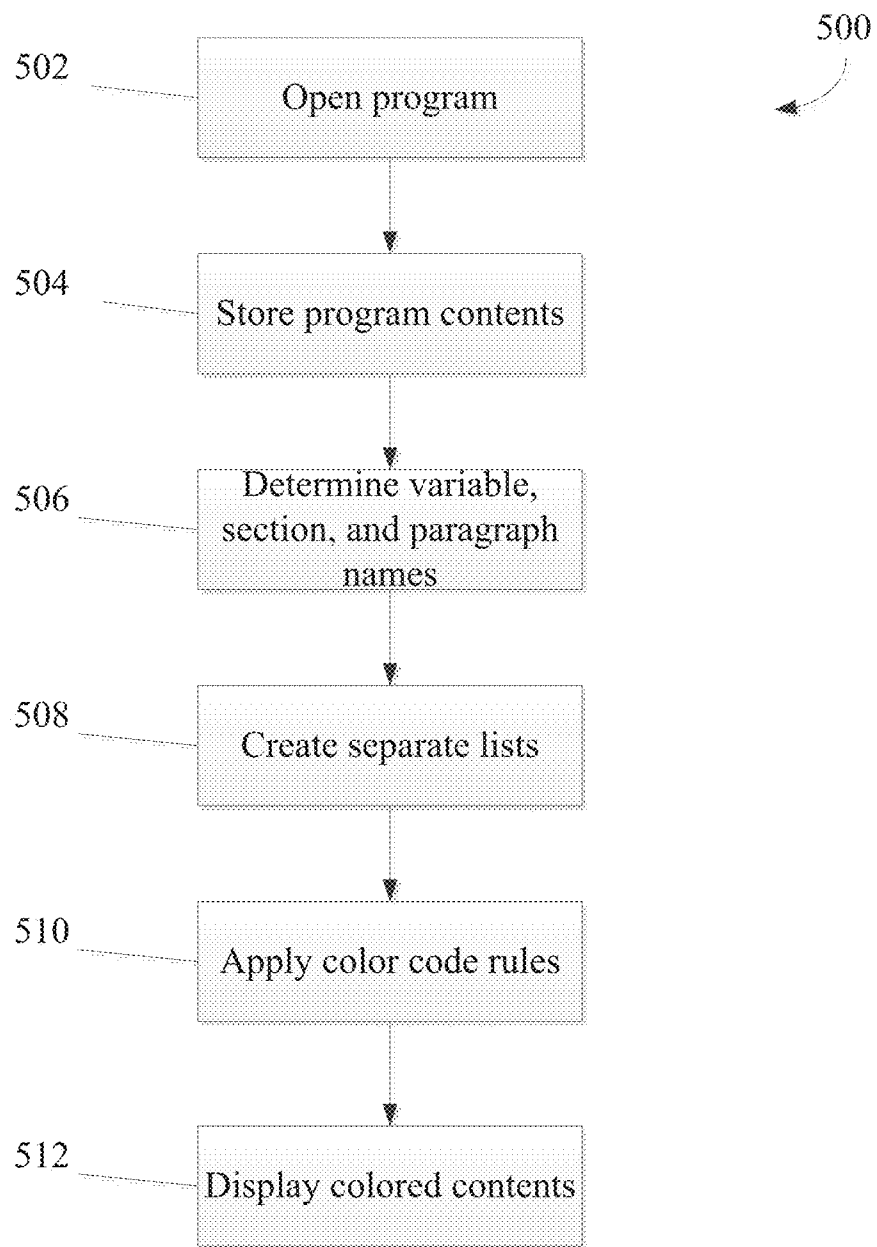 500
502
Open program
504
Store program contents
506
Determine variable,
section, and paragraph
names
508
Create separate lists
510
Apply color code rules
512
Display colored contents